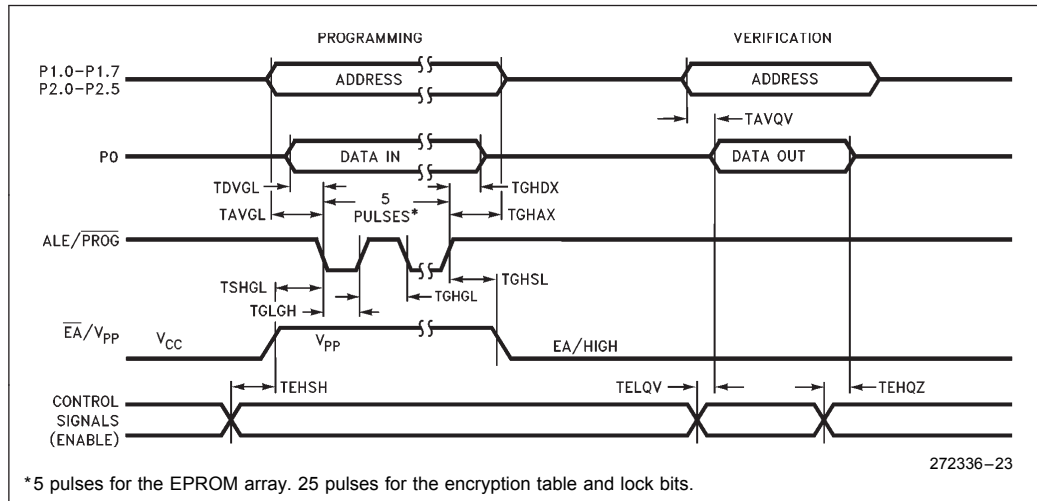 PROGRAMMING VERIFICATION
P1.0–P1.7
P2.0–P2.5
ADDRESS ADDRESS
TAVQV
P0 DATA IN DATA OUT
TDVGL 5 TGHDX
TAVGL PULSES* TGHAX
ALE/PROG
TSHGL TGHSL
TGLGH TGHGL
EA/VPP VCC VPP EA/HIGH
TEHSH TELQV TEHQZ
CONTROL
SIGNALS
(ENABLE)
272336–23
*5 pulses for the EPROM array. 25 pulses for the encryption table and lock bits.